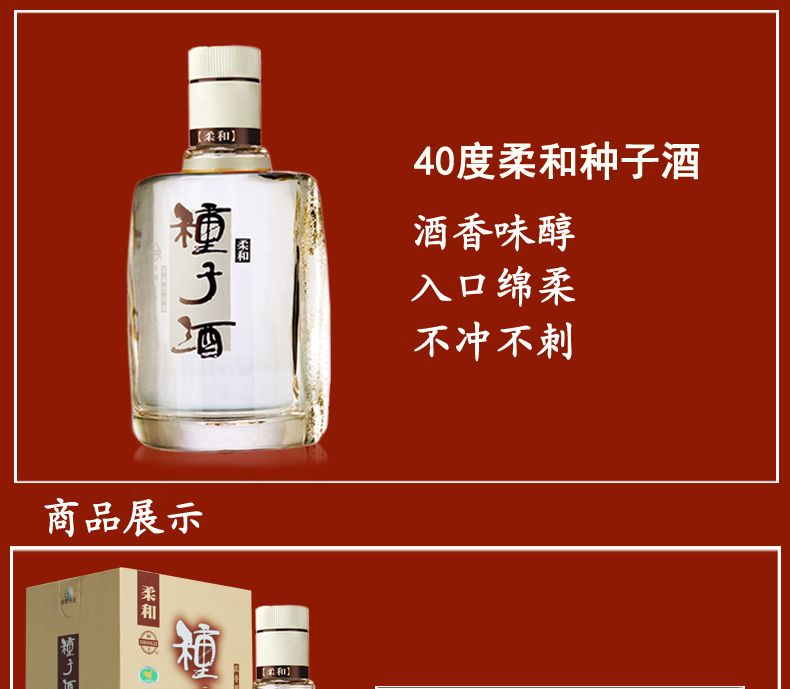 【柔和】
種子酒
柔和
40度柔和种子酒
酒香味醇
入口绵柔
不冲不刺
商品展示
柔和
種
種子酒
【柔和】